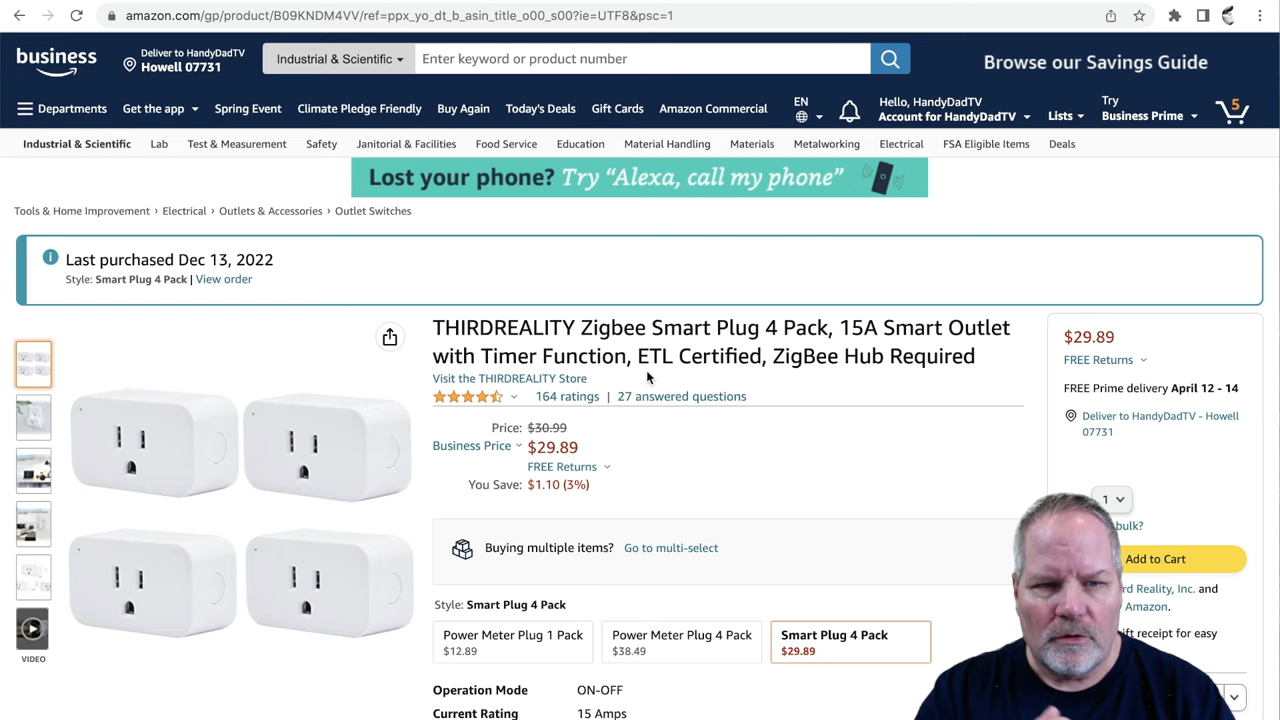 amazon.com/gp/product/B09KNDM4VV/ref=ppx_yo_dt_b_asin_title_o00_s00?ie=UTF8&psc=1
business
Deliver to HandyDadTV
Howell 07731
Industrial & Scientific
Enter keyword or product number
Browse our Savings Guide
Departments
Get the app
Spring Event
Climate Pledge Friendly
Buy Again
Today's Deals
Gift Cards
Amazon Commercial
EN
Hello, HandyDadTV
Account for HandyDadTV
Lists
Try
Business Prime
5
Industrial & Scientific
Lab
Test & Measurement
Safety
Janitorial & Facilities
Food Service
Education
Material Handling
Materials
Metalworking
Electrical
FSA Eligible Items
Deals
Lost your phone? Try “Alexa, call my phone”
Tools & Home Improvement › Electrical › Outlets & Accessories › Outlet Switches
Last purchased Dec 13, 2022
Style: Smart Plug 4 Pack | View order
THIRDREALITY Zigbee Smart Plug 4 Pack, 15A Smart Outlet
with Timer Function, ETL Certified, ZigBee Hub Required
Visit the THIRDREALITY Store
164 ratings | 27 answered questions
Price: $30.99
Business Price $29.89
FREE Returns
You Save: $1.10 (3%)
Buying multiple items? Go to multi-select
Style: Smart Plug 4 Pack
Power Meter Plug 1 Pack
$12.89
Power Meter Plug 4 Pack
$38.49
Smart Plug 4 Pack
$29.89
Operation Mode ON-OFF
Current Rating 15 Amps
VIDEO
$29.89
FREE Returns
FREE Prime delivery April 12 - 14
Deliver to HandyDadTV - Howell
07731
1
bulk?
Add to Cart
Reality, Inc. and
Amazon.
receipt for easy